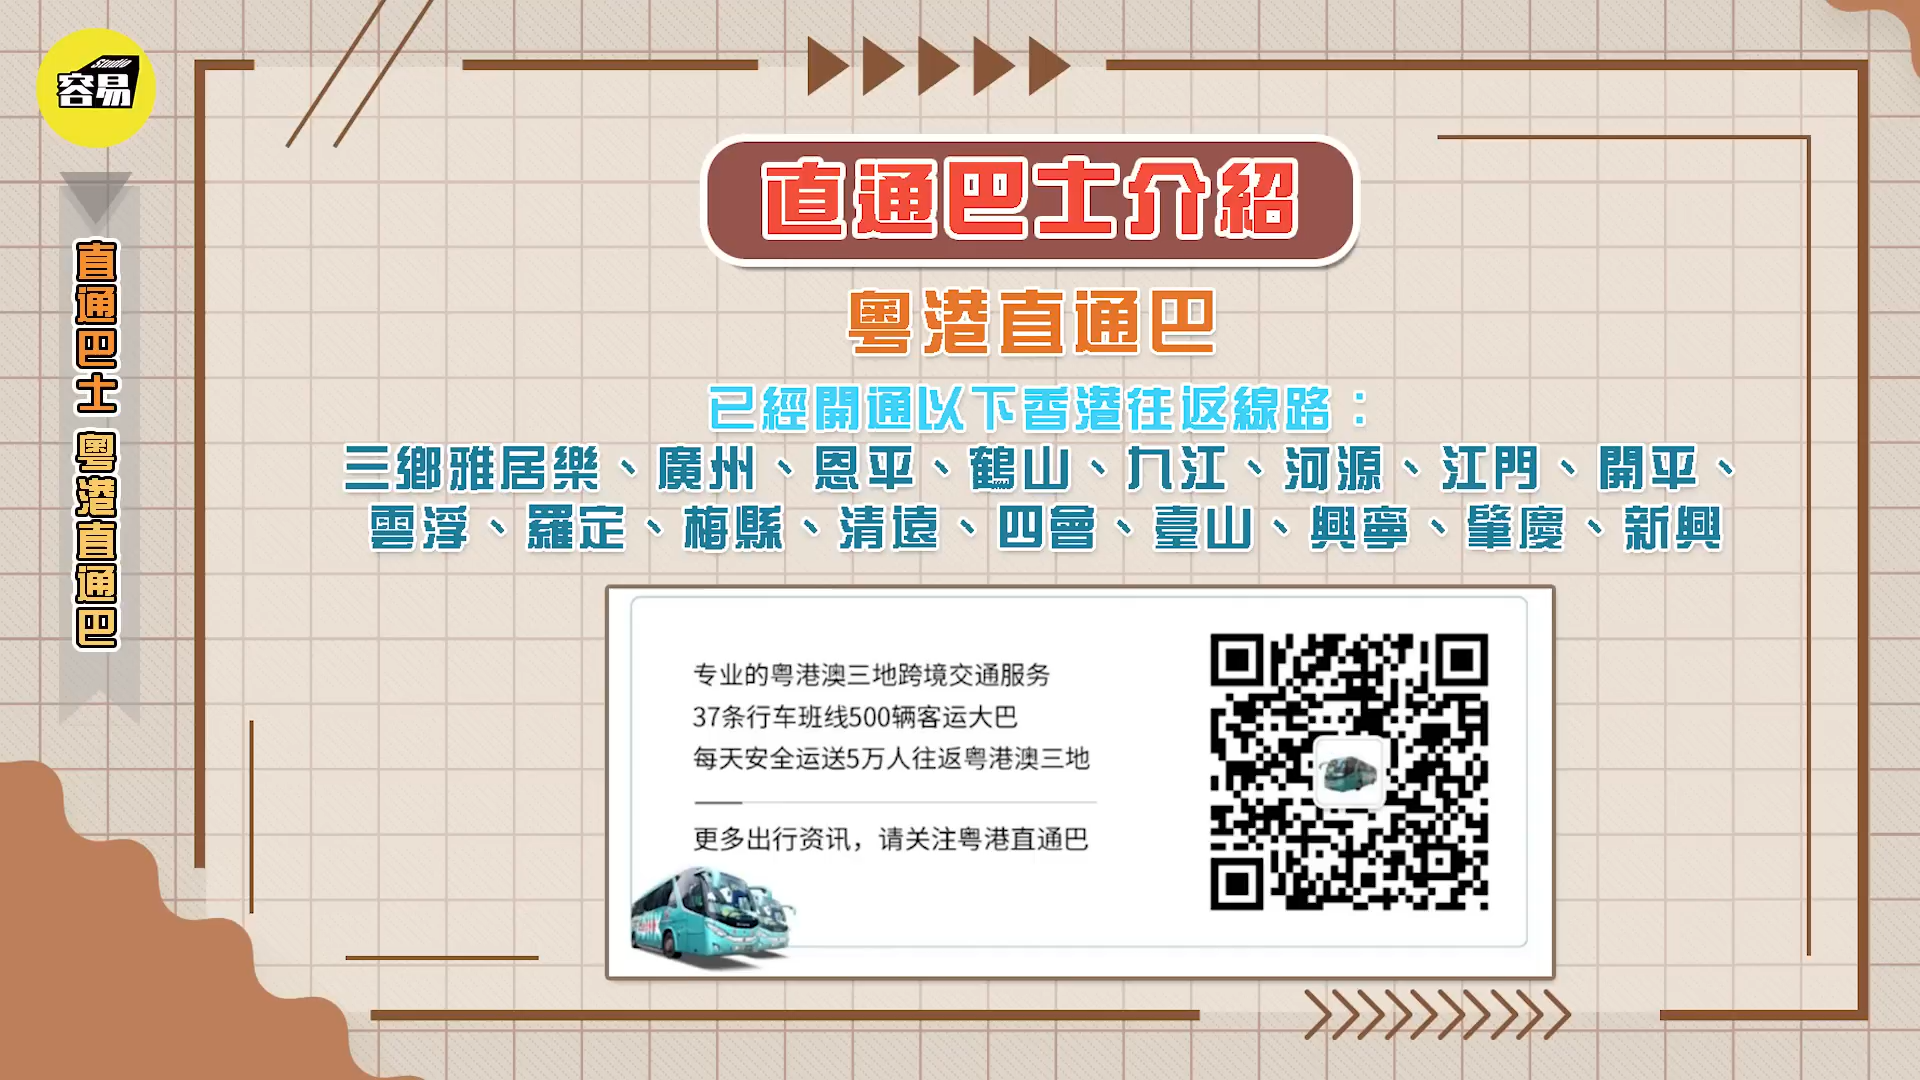 Studio
容易
直通巴士 粵港直通巴
直通巴士介紹
粵港直通巴
已經開通以下香港往返線路：
三鄉雅居樂、廣州、恩平、鶴山、九江、河源、江門、開平、
雲浮、羅定、梅縣、清遠、四會、臺山、興寧、肇慶、新興
专业的粤港澳三地跨境交通服务
37条行车班线500辆客运大巴
每天安全运送5万人往返粤港澳三地
更多出行资讯，请关注粤港直通巴